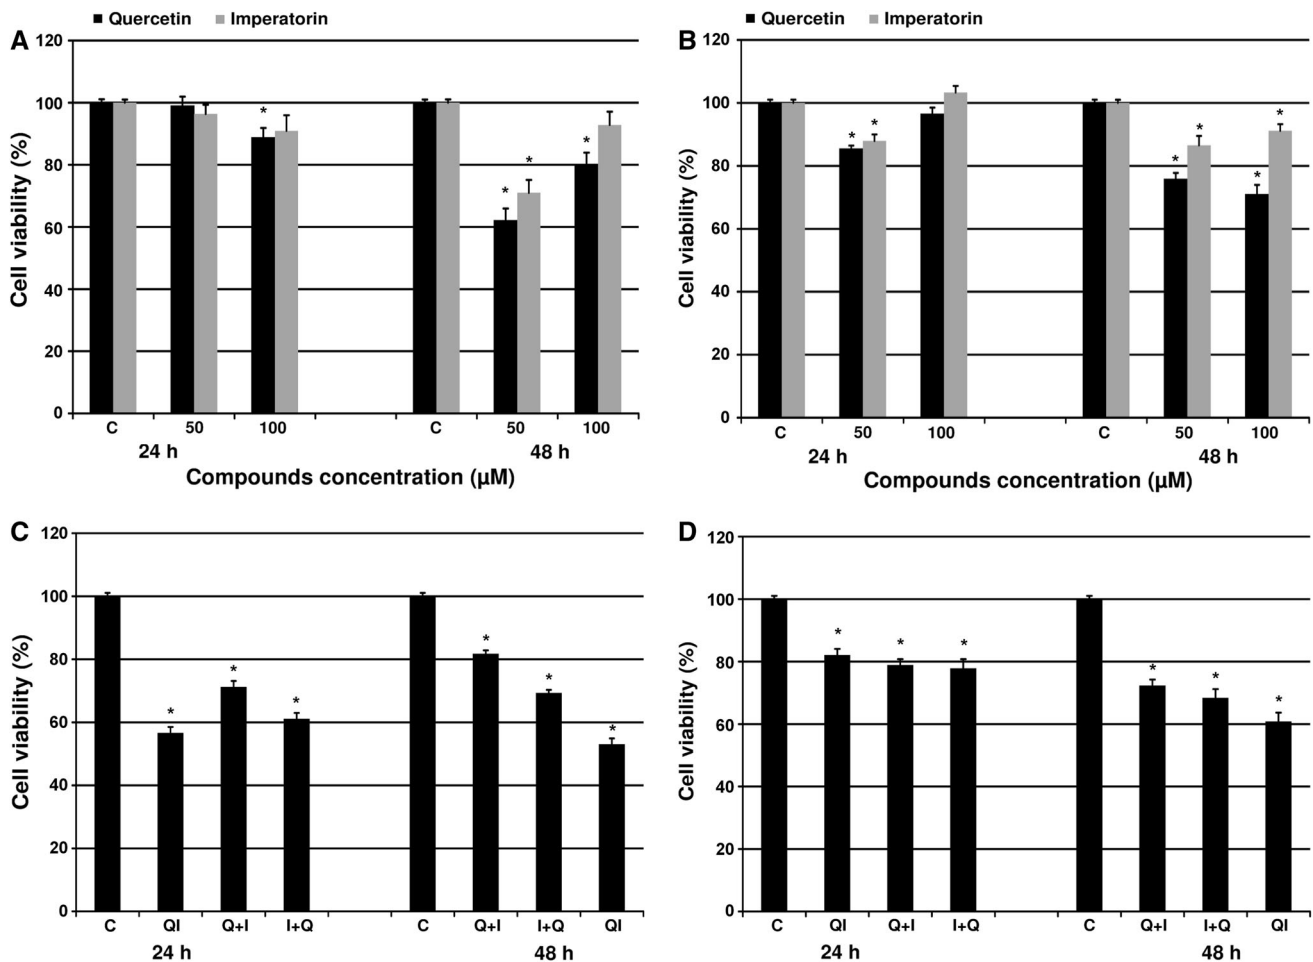 Quercetin Imperatorin
A
120
100
80
60
40
20
0
Cell viability (%)
* * * *
C 50 100 C 50 100
24 h 48 h
Compounds concentration (µM)
Quercetin Imperatorin
B
120
100
80
60
40
20
0
Cell viability (%)
* * * * * *
C 50 100 C 50 100
24 h 48 h
Compounds concentration (µM)
C
120
100
80
60
40
20
0
Cell viability (%)
* * * * * *
C QI Q+I I+Q C Q+I I+Q QI
24 h 48 h
D
120
100
80
60
40
20
0
Cell viability (%)
* * * * * *
C QI Q+I I+Q C Q+I I+Q QI
24 h 48 h